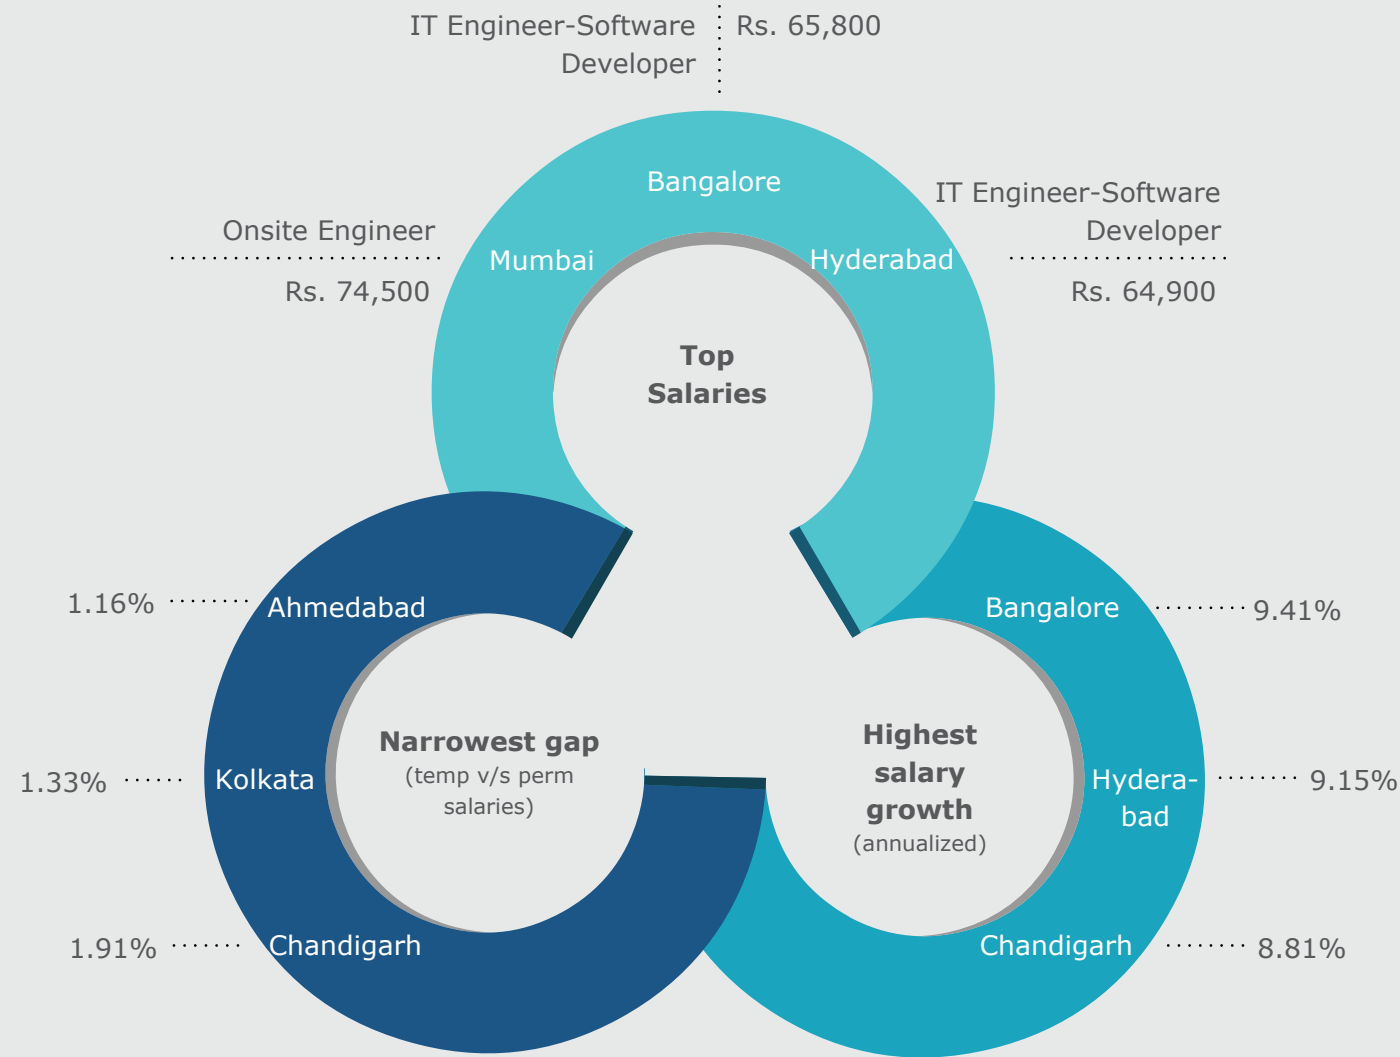 IT Engineer-Software
Developer
Rs. 65,800
Bangalore
Onsite Engineer
Rs. 74,500
Mumbai
Hyderabad
IT Engineer-Software
Developer
Rs. 64,900
Top
Salaries
1.16%
Ahmedabad
1.33%
Kolkata
1.91%
Chandigarh
Narrowest gap
(temp v/s perm
salaries)
Highest
salary
growth
(annualized)
Bangalore
9.41%
Hydera-
bad
9.15%
Chandigarh
8.81%